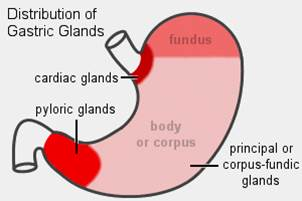 Distribution of
Gastric Glands
fundus
cardiac glands
pyloric glands
body
or corpus
principal or
corpus-fundic
glands